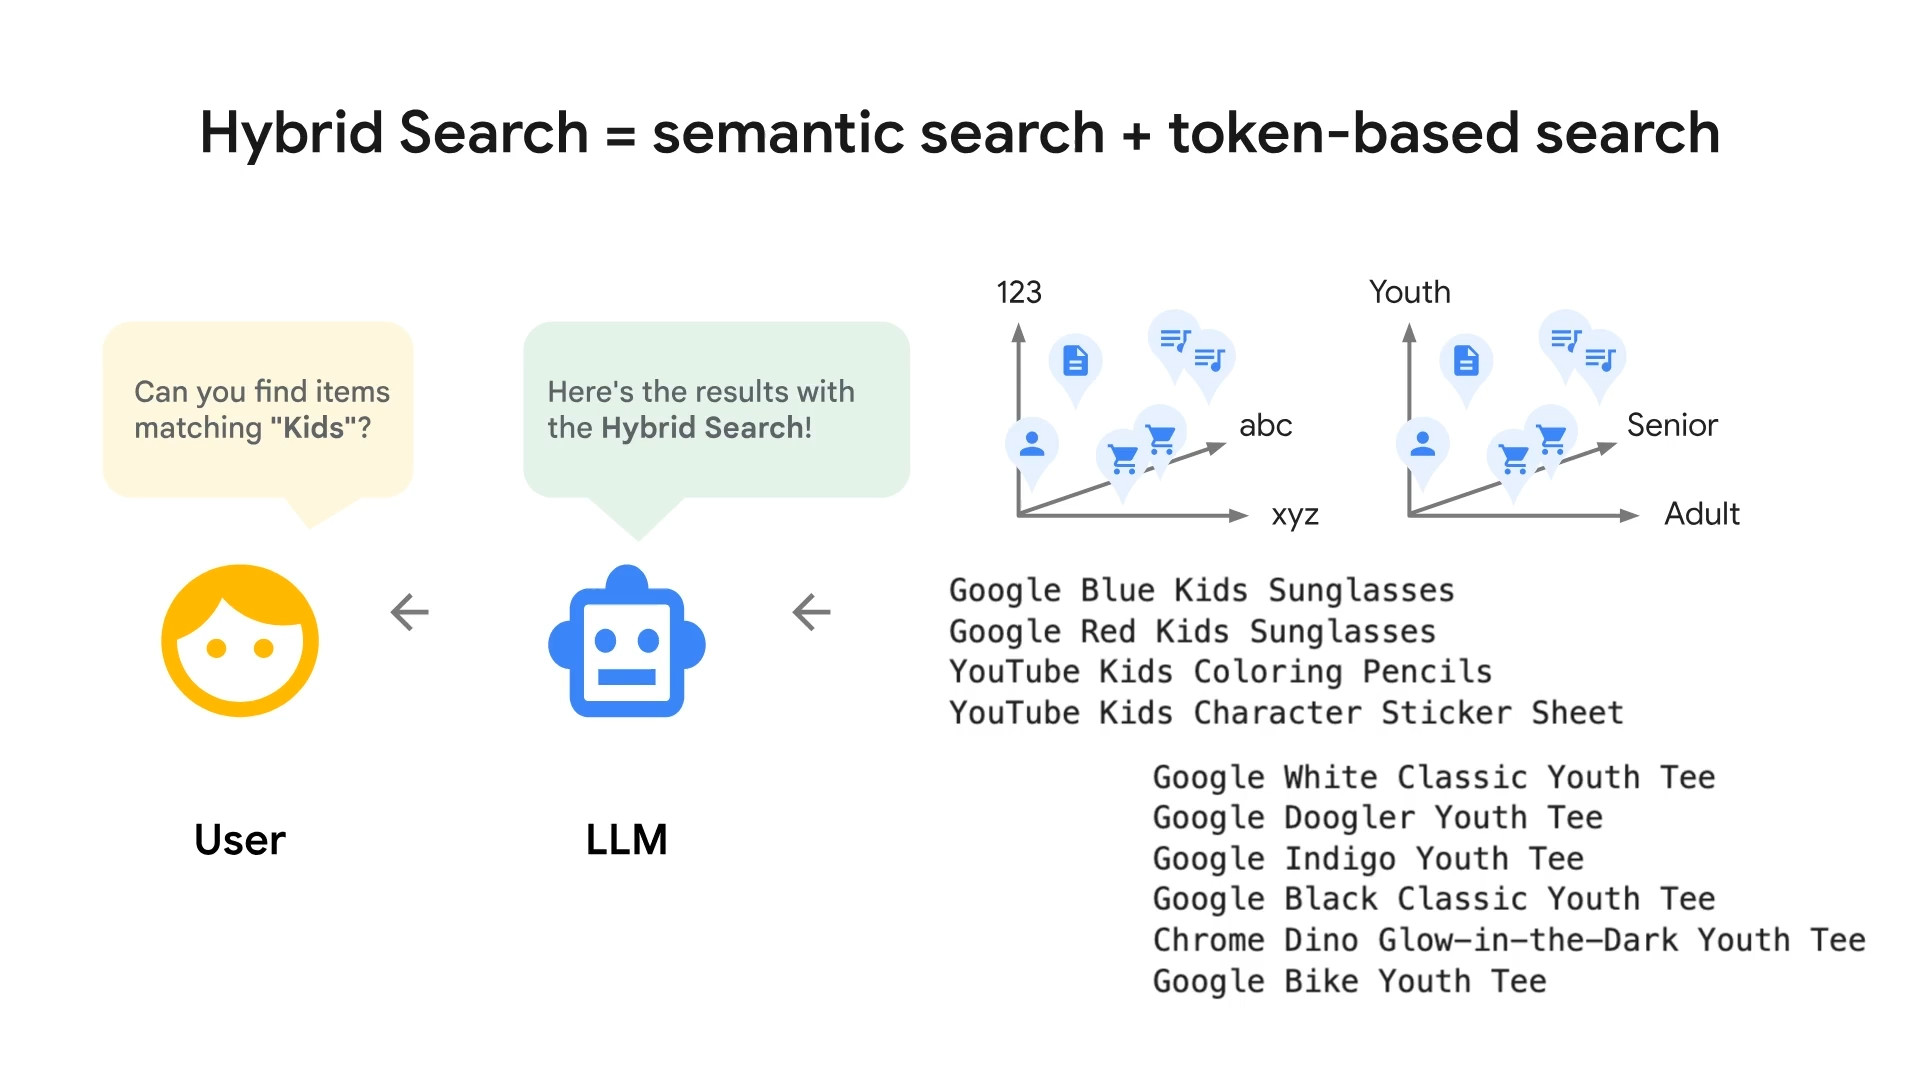 Hybrid Search = semantic search + token-based search
Can you find items
matching "Kids"?
Here's the results with
the Hybrid Search!
123
abc
xyz
Youth
Senior
Adult
Google Blue Kids Sunglasses
Google Red Kids Sunglasses
YouTube Kids Coloring Pencils
YouTube Kids Character Sticker Sheet
Google White Classic Youth Tee
Google Doogler Youth Tee
Google Indigo Youth Tee
Google Black Classic Youth Tee
Chrome Dino Glow-in-the-Dark Youth Tee
Google Bike Youth Tee
User
LLM